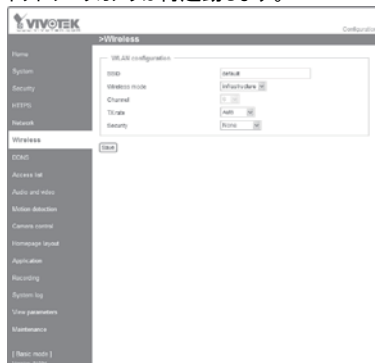 VIVOTEK
Configuration
>Wireless
Home
System
Security
HTTPS
Network
Wireless
DDNS
Access list
Audio and video
Motion detection
Camera control
Homepage layout
Application
Recording
System log
View parameters
Maintenance
[ Basic mode ]
WLAN configuration
SSID default
Wireless mode Infrastructure
Channel 6
TX rate Auto
Security None
Save